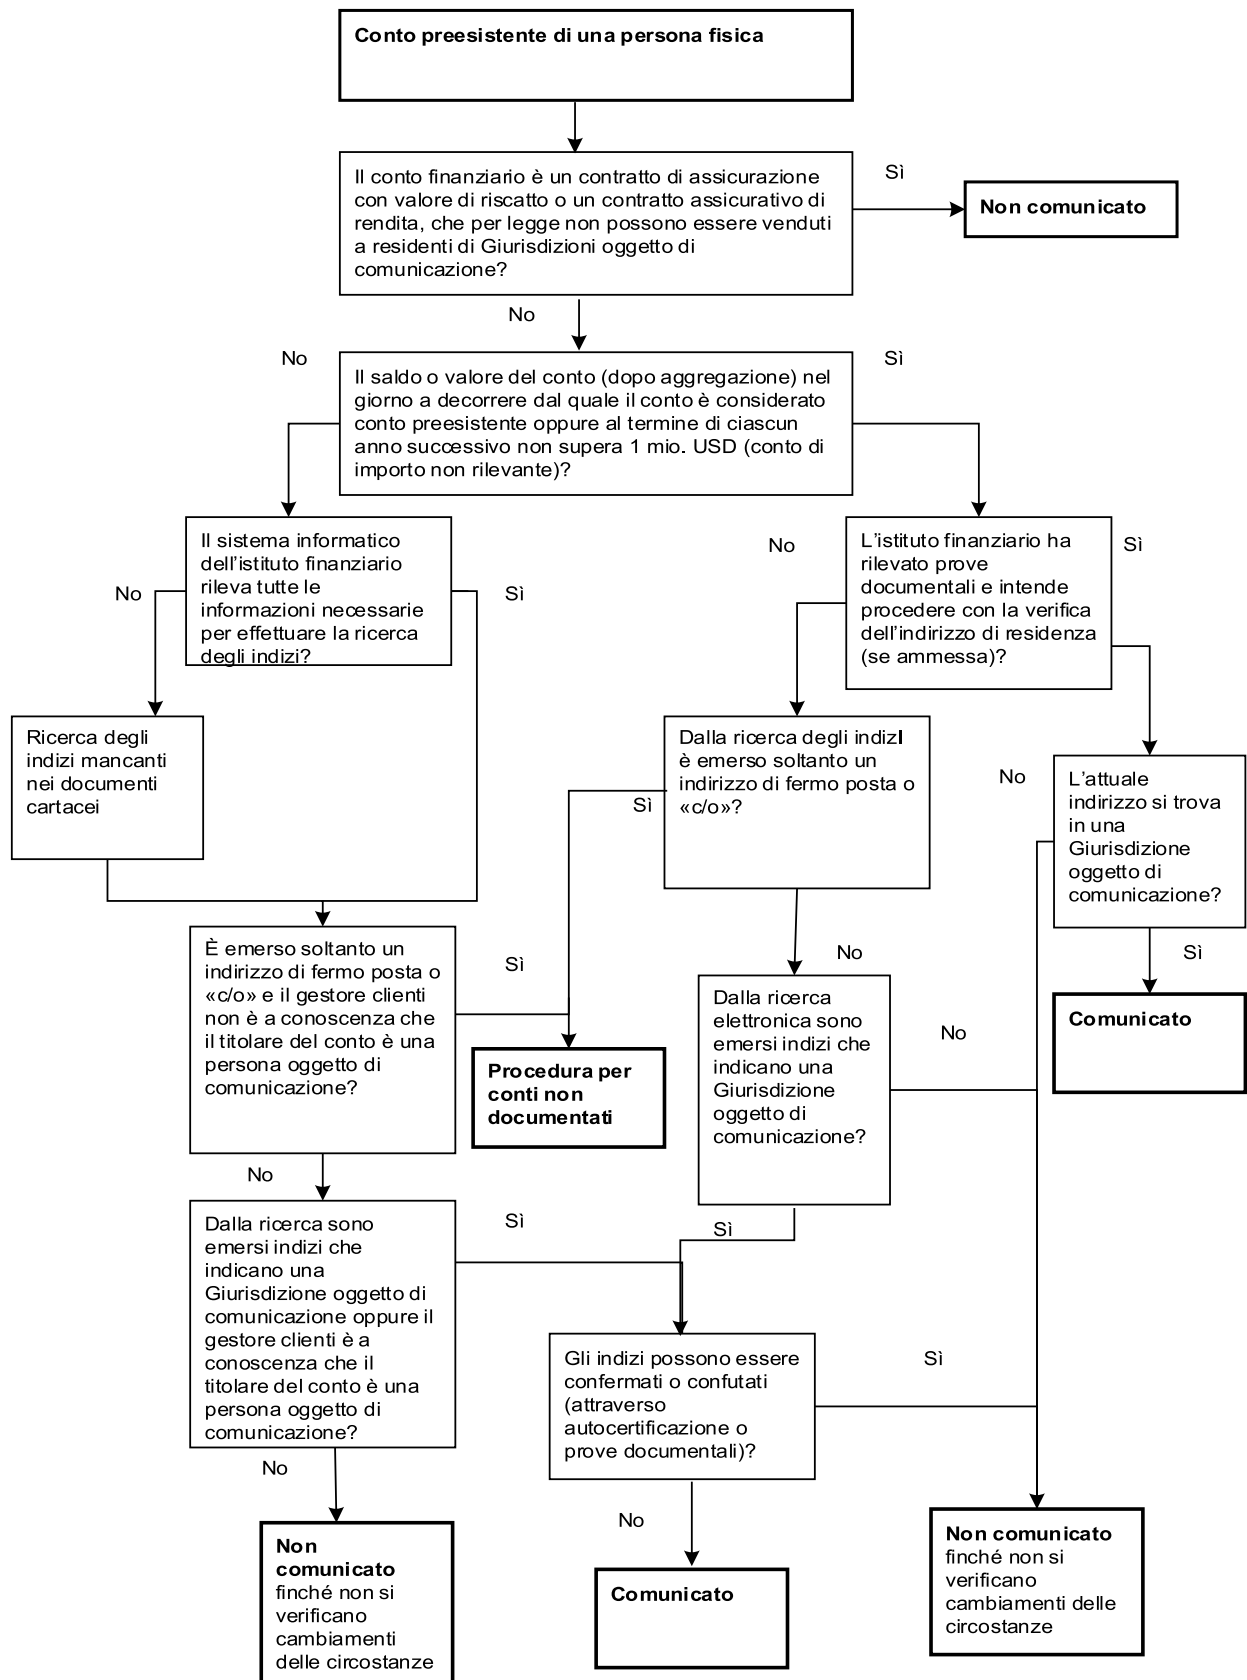 Conto preesistente di una persona fisica
Il conto finanziario è un contratto di assicurazione
con valore di riscatto o un contratto assicurativo di
rendita, che per legge non possono essere venduti
a residenti di Giurisdizioni oggetto di
comunicazione?
Sì
Non comunicato
No
No
Il saldo o valore del conto (dopo aggregazione) nel
giorno a decorrere dal quale il conto è considerato
conto preesistente oppure al termine di ciascun
anno successivo non supera 1 mio. USD (conto di
importo non rilevante)?
Sì
Il sistema informatico
dell'istituto finanziario
rileva tutte le
informazioni necessarie
per effettuare la ricerca
degli indizi?
No
Sì
No
L'istituto finanziario ha
rilevato prove
documentali e intende
procedere con la verifica
dell'indirizzo di residenza
(se ammessa)?
Sì
Ricerca degli
indizi mancanti
nei documenti
cartacei
Dalla ricerca degli indizI
è emerso soltanto un
indirizzo di fermo posta o
«c/o»?
Sì
No
L'attuale
indirizzo si trova
in una
Giurisdizione
oggetto di
comunicazione?
È emerso soltanto un
indirizzo di fermo posta o
«c/o» e il gestore clienti
non è a conoscenza che
il titolare del conto è una
persona oggetto di
comunicazione?
Sì
No
Sì
Procedura per
conti non
documentati
Dalla ricerca
elettronica sono
emersi indizi che
indicano una
Giurisdizione
oggetto di
comunicazione?
No
Comunicato
No
Dalla ricerca sono
emersi indizi che
indicano una
Giurisdizione oggetto di
comunicazione oppure il
gestore clienti è a
conoscenza che il
titolare del conto è una
persona oggetto di
comunicazione?
Sì
Sì
Gli indizi possono essere
confermati o confutati
(attraverso
autocertificazione o
prove documentali)?
Sì
No
No
Non
comunicato
finché non si
verificano
cambiamenti
delle circostanze
Comunicato
Non comunicato
finché non si
verificano
cambiamenti delle
circostanze